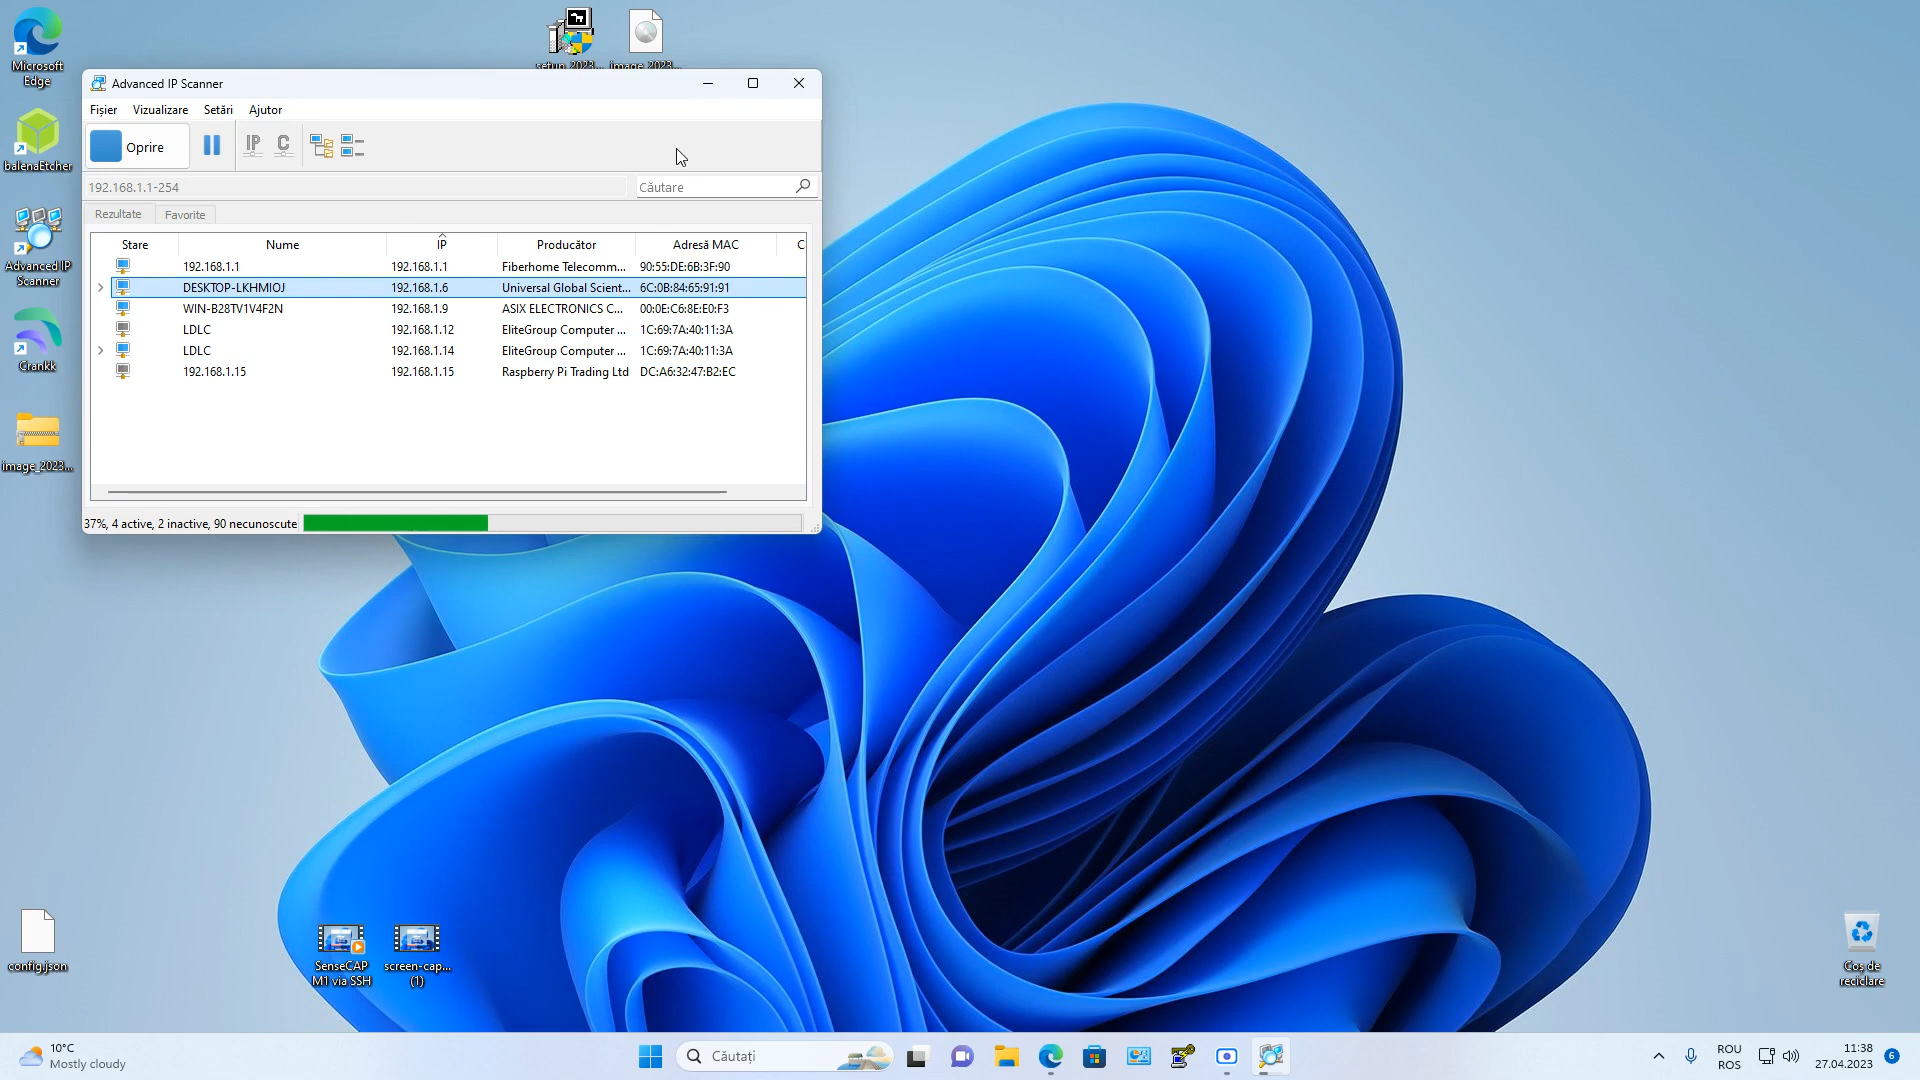 Microsoft
Edge
balenaEtcher
Advanced IP
Scanner
Crankk
image_2023...
config.json
setup_2023...
image_2023...
Advanced IP Scanner
Fișier Vizualizare Setări Ajutor
Oprire
IP C
192.168.1.1-254
Căutare
Rezultate Favorite
Stare Nume IP Producător Adresă MAC C
192.168.1.1 192.168.1.1 Fiberhome Telecomm... 90:55:DE:6B:3F:90
DESKTOP-LKHMIOJ 192.168.1.6 Universal Global Scient... 6C:0B:84:65:91:91
WIN-B28TV1V4F2N 192.168.1.9 ASIX ELECTRONICS C... 00:0E:C6:8E:E0:F3
LDLC 192.168.1.12 EliteGroup Computer ... 1C:69:7A:40:11:3A
LDLC 192.168.1.14 EliteGroup Computer ... 1C:69:7A:40:11:3A
192.168.1.15 192.168.1.15 Raspberry Pi Trading Ltd DC:A6:32:47:B2:EC
37%, 4 active, 2 inactive, 90 necunoscute
SenseCAP
M1 via SSH
screen-cap...
(1)
Coș de
reciclare
10°C
Mostly cloudy
Căutați
ROU
ROS
11:38
27.04.2023
6